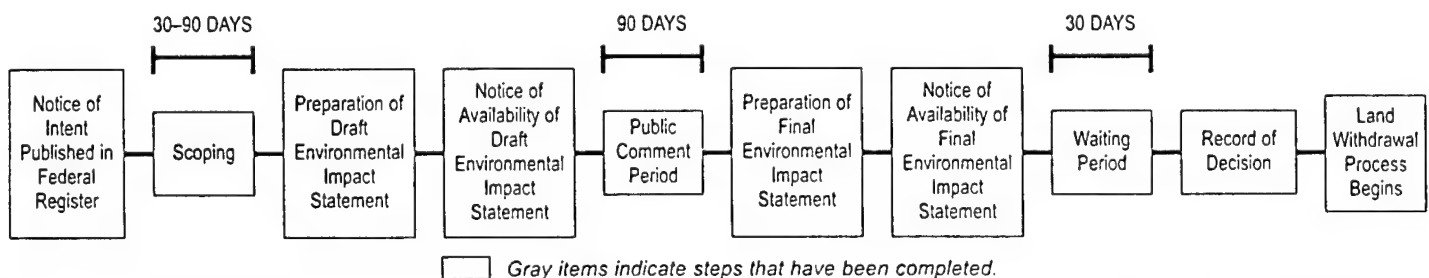 30–90 DAYS
90 DAYS
30 DAYS
Notice of
Intent
Published in
Federal
Register
Scoping
Preparation of
Draft
Environmental
Impact
Statement
Notice of
Availability of
Draft
Environmental
Impact
Statement
Public
Comment
Period
Preparation of
Final
Environmental
Impact
Statement
Notice of
Availability of
Final
Environmental
Impact
Statement
Waiting
Period
Record of
Decision
Land
Withdrawal
Process
Begins
Gray items indicate steps that have been completed.